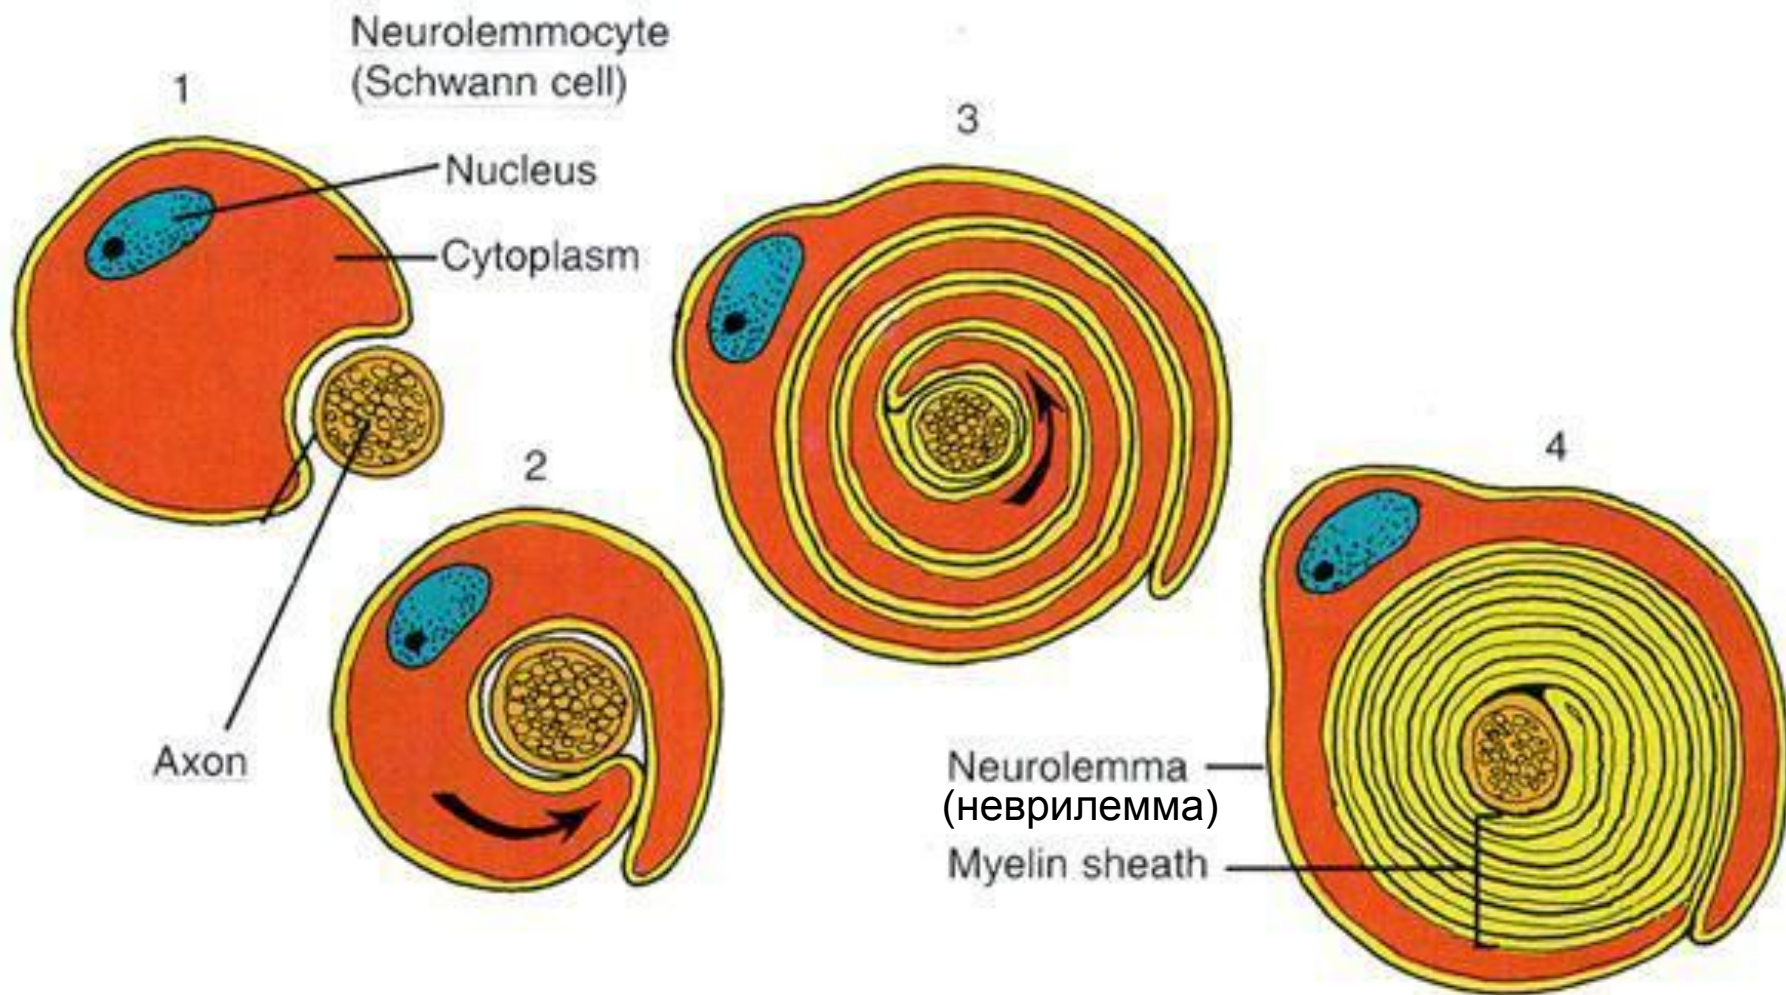 Neurolemmocyte
(Schwann cell)
1
Nucleus
Cytoplasm
3
2
4
Axon
Neurolemma
(неврилемма)
Myelin sheath